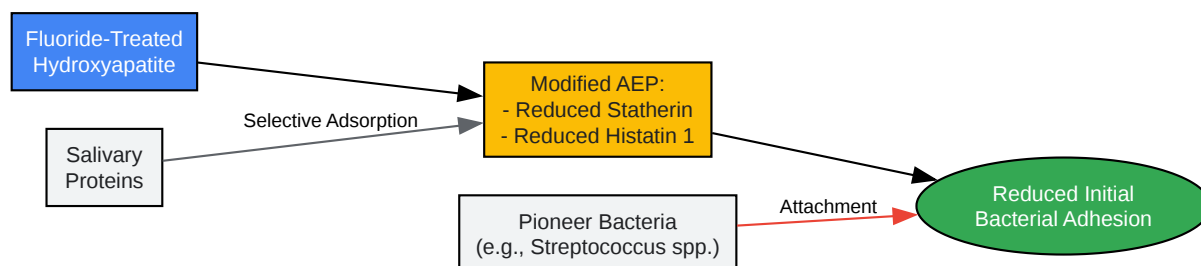 Fluoride-Treated
Hydroxyapatite
Salivary
Proteins
Selective Adsorption
Modified AEP:
- Reduced Statherin
- Reduced Histatin 1
Pioneer Bacteria
(e.g., Streptococcus spp.)
Attachment
Reduced Initial
Bacterial Adhesion